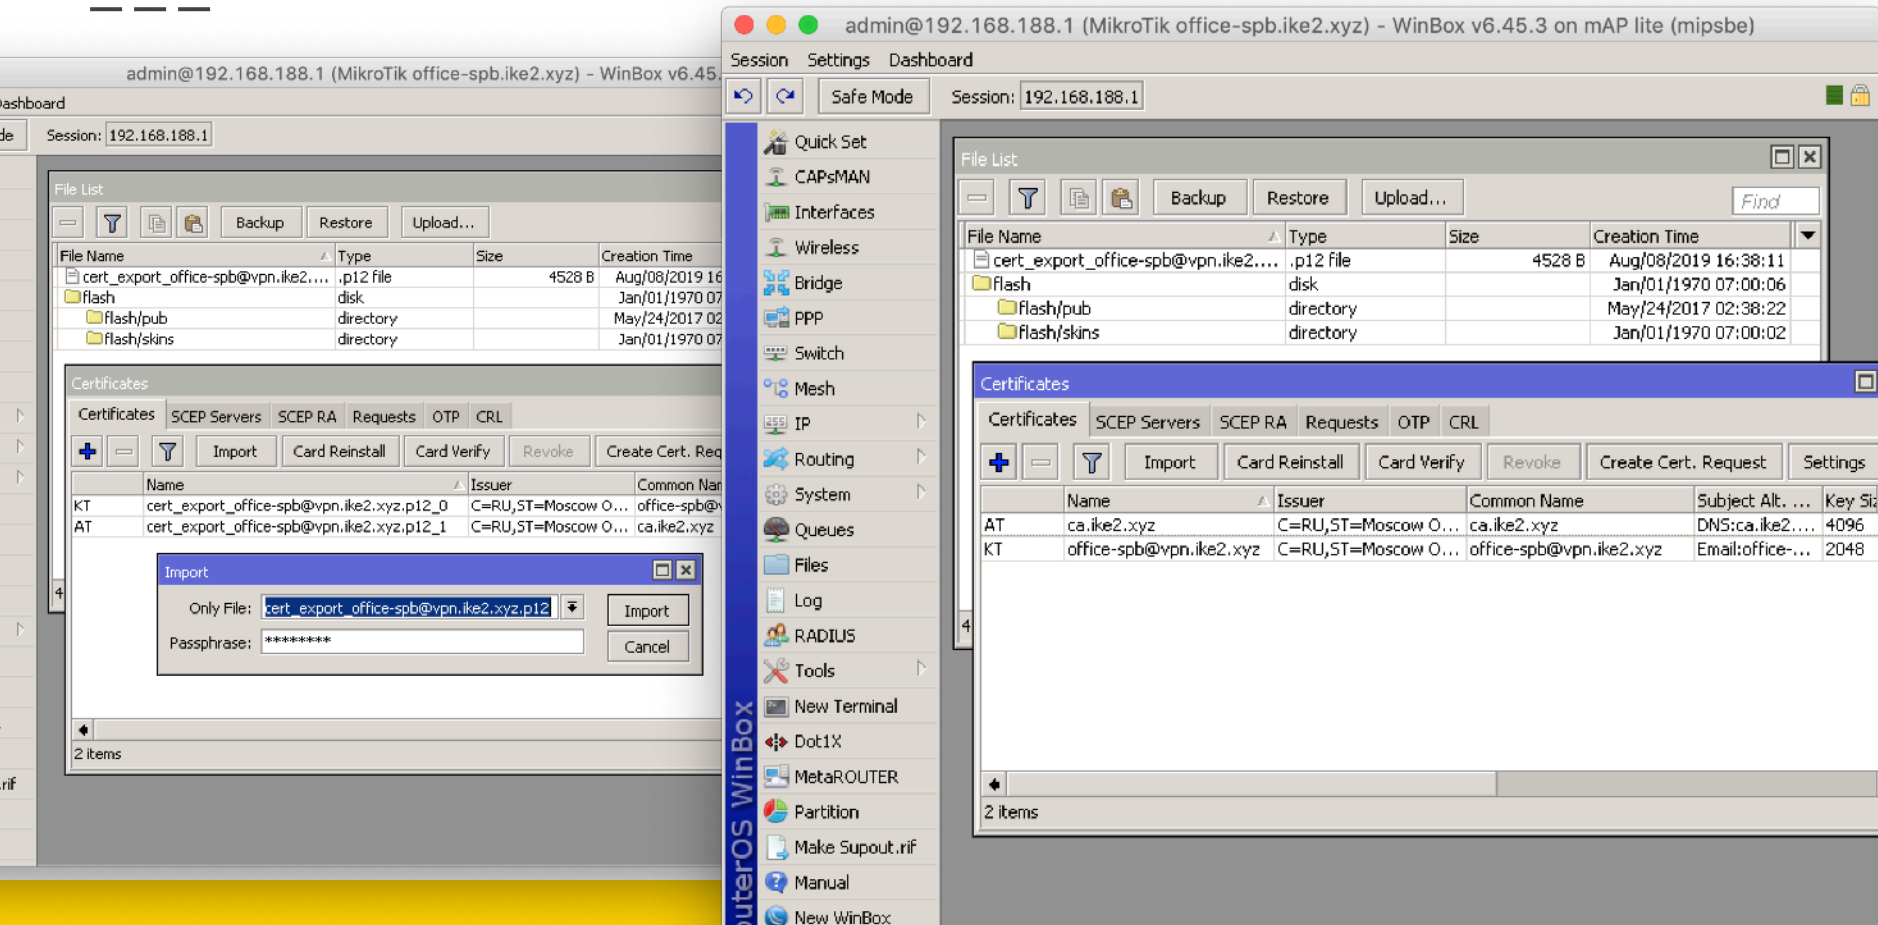 admin@192.168.188.1 (MikroTik office-spb.ike2.xyz) - WinBox v6.45.
Dashboard
Session: 192.168.188.1
File List
Backup Restore Upload...
File Name Type Size Creation Time
cert_export_office-spb@vpn.ike2.... .p12 file 4528 B Aug/08/2019 16
flash disk Jan/01/1970 07
flash/pub directory May/24/2017 02
flash/skins directory Jan/01/1970 07
Certificates
Certificates SCEP Servers SCEP RA Requests OTP CRL
Import Card Reinstall Card Verify Revoke Create Cert. Req
Name Issuer Common Nam
KT cert_export_office-spb@vpn.ike2.xyz.p12_0 C=RU,ST=Moscow O... office-spb@v
AT cert_export_office-spb@vpn.ike2.xyz.p12_1 C=RU,ST=Moscow O... ca.ike2.xyz
Import
Only File: cert_export_office-spb@vpn.ike2.xyz.p12 Import
Passphrase: ******** Cancel
4
2 items
.rif
admin@192.168.188.1 (MikroTik office-spb.ike2.xyz) - WinBox v6.45.3 on mAP lite (mipsbe)
Session Settings Dashboard
Safe Mode Session: 192.168.188.1
Quick Set
CAPsMAN
Interfaces
Wireless
Bridge
PPP
Switch
Mesh
IP
Routing
System
Queues
Files
Log
RADIUS
Tools
New Terminal
Dot1X
MetaROUTER
Partition
Make Supout.rif
Manual
New WinBox
outerOS WinBox
File List
Backup Restore Upload... Find
File Name Type Size Creation Time
cert_export_office-spb@vpn.ike2.... .p12 file 4528 B Aug/08/2019 16:38:11
flash disk Jan/01/1970 07:00:06
flash/pub directory May/24/2017 02:38:22
flash/skins directory Jan/01/1970 07:00:02
4
Certificates
Certificates SCEP Servers SCEP RA Requests OTP CRL
Import Card Reinstall Card Verify Revoke Create Cert. Request Settings
Name Issuer Common Name Subject Alt. ... Key Siz
AT ca.ike2.xyz C=RU,ST=Moscow O... ca.ike2.xyz DNS:ca.ike2.... 4096
KT office-spb@vpn.ike2.xyz C=RU,ST=Moscow O... office-spb@vpn.ike2.xyz Email:office-... 2048
2 items